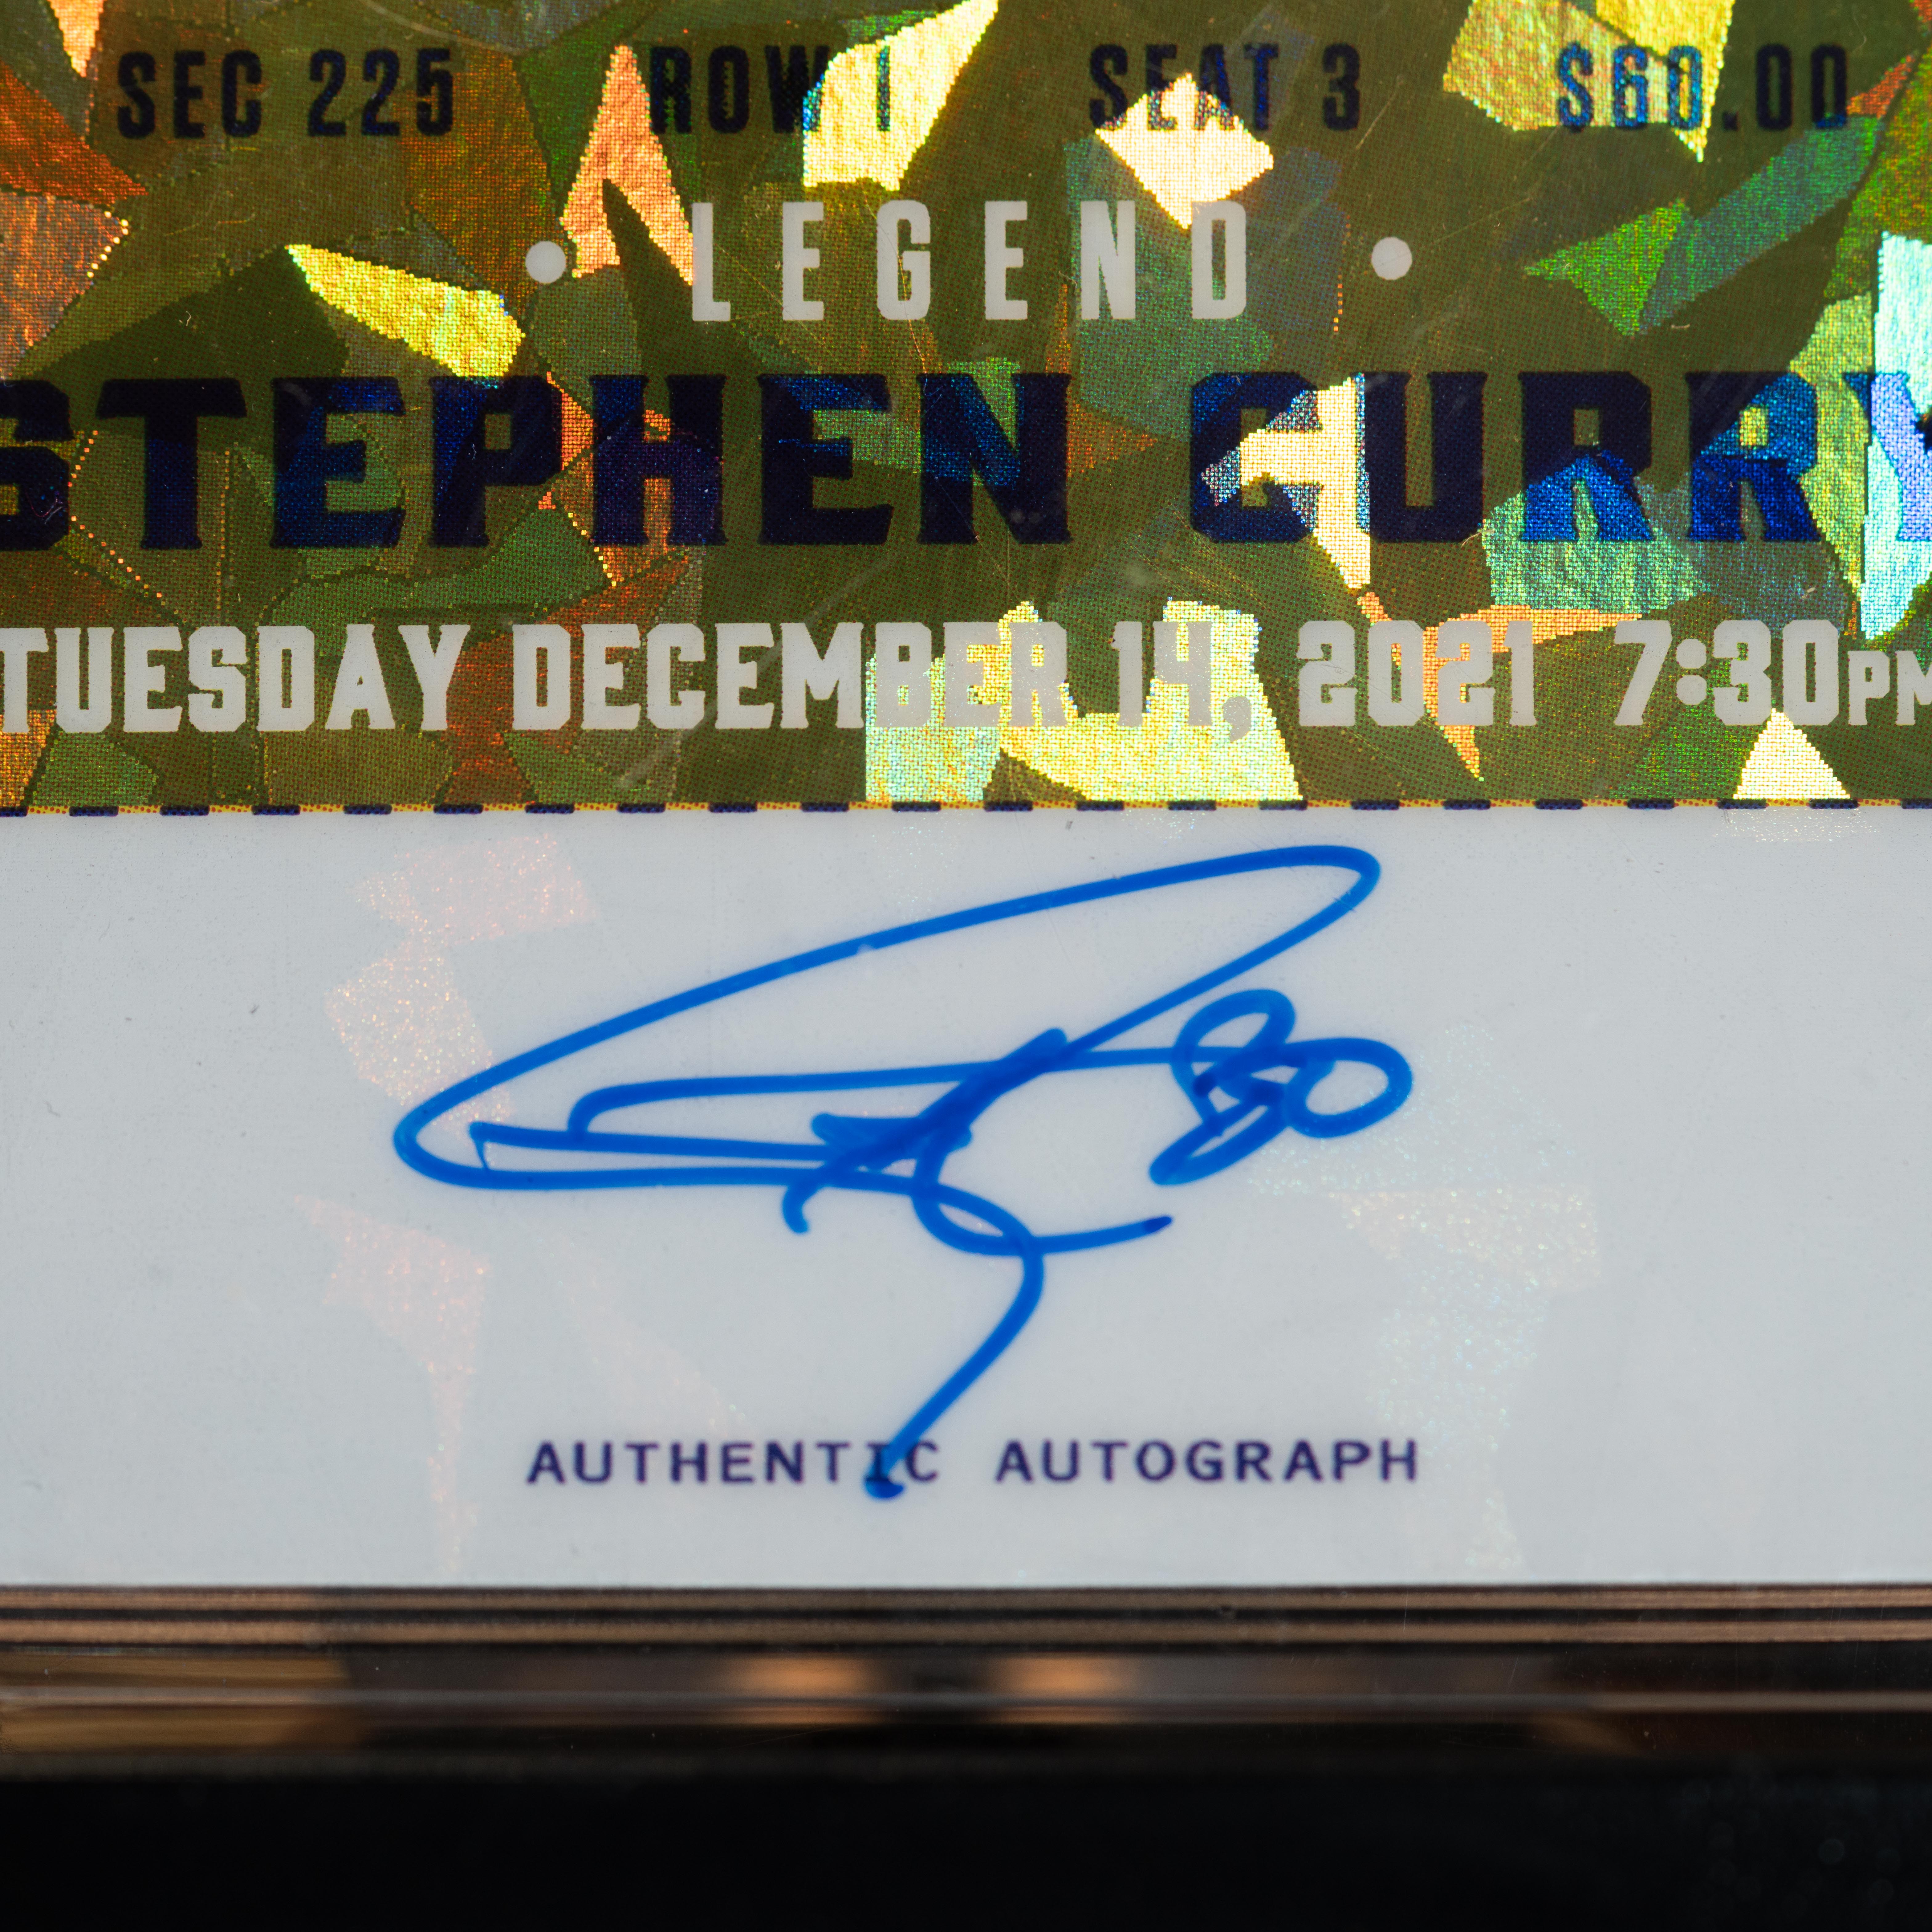 SEC 225 ROW 1 SEAT 3 $60.00
• LEGEND •
STEPHEN CURRY
TUESDAY DECEMBER 14, 2021 7:30PM
30
AUTHENTIC AUTOGRAPH